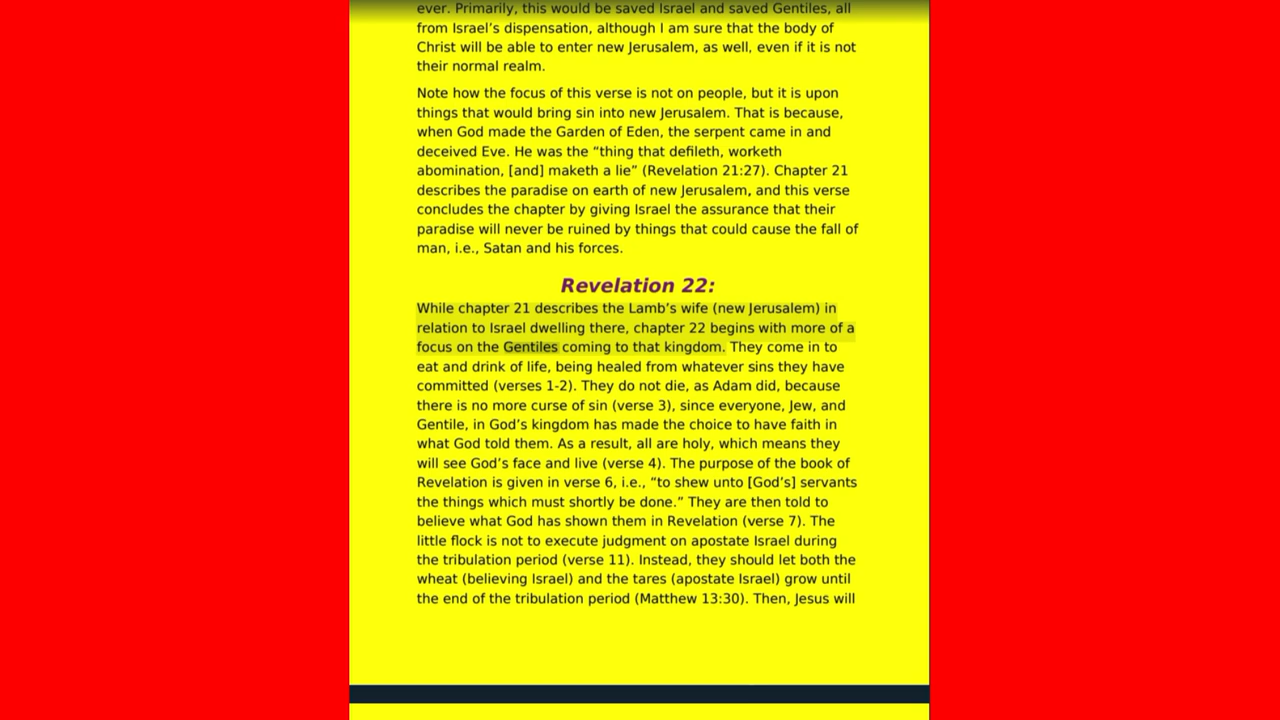 ever. Primarily, this would be saved Israel and saved Gentiles, all
from Israel’s dispensation, although I am sure that the body of
Christ will be able to enter new Jerusalem, as well, even if it is not
their normal realm.
Note how the focus of this verse is not on people, but it is upon
things that would bring sin into new Jerusalem. That is because,
when God made the Garden of Eden, the serpent came in and
deceived Eve. He was the “thing that defileth, worketh
abomination, [and] maketh a lie” (Revelation 21:27). Chapter 21
describes the paradise on earth of new Jerusalem, and this verse
concludes the chapter by giving Israel the assurance that their
paradise will never be ruined by things that could cause the fall of
man, i.e., Satan and his forces.
Revelation 22:
While chapter 21 describes the Lamb’s wife (new Jerusalem) in
relation to Israel dwelling there, chapter 22 begins with more of a
focus on the Gentiles coming to that kingdom. They come in to
eat and drink of life, being healed from whatever sins they have
committed (verses 1-2). They do not die, as Adam did, because
there is no more curse of sin (verse 3), since everyone, Jew, and
Gentile, in God’s kingdom has made the choice to have faith in
what God told them. As a result, all are holy, which means they
will see God’s face and live (verse 4). The purpose of the book of
Revelation is given in verse 6, i.e., “to shew unto [God’s] servants
the things which must shortly be done.” They are then told to
believe what God has shown them in Revelation (verse 7). The
little flock is not to execute judgment on apostate Israel during
the tribulation period (verse 11). Instead, they should let both the
wheat (believing Israel) and the tares (apostate Israel) grow until
the end of the tribulation period (Matthew 13:30). Then, Jesus will